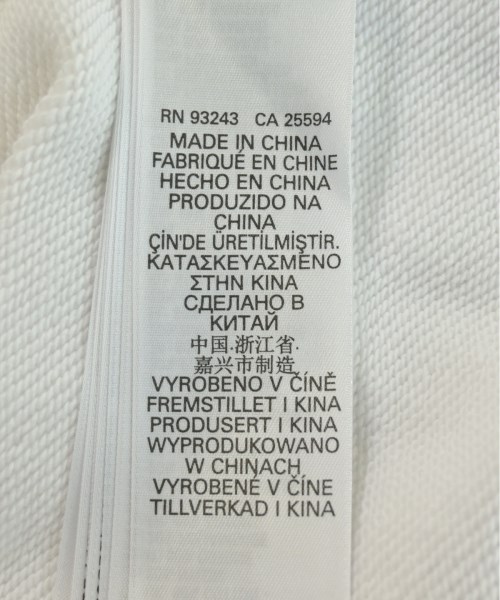 RN 93243 CA 25594
MADE IN CHINA
FABRIQUÉ EN CHINE
HECHO EN CHINA
PRODUZIDO NA
CHINA
ÇİN'DE ÜRETİLMİŞTİR.
ΚΑΤΑΣΚΕΥΑΣΜΕΝΟ
ΣΤΗΝ ΚΙΝΑ
СДЕЛАНО В
КИТАЙ
中国.浙江省.
嘉兴市制造
VYROBENO V ČÍNĚ
FREMSTILLET I KINA
PRODUSERT I KINA
WYPRODUKOWANO
W CHINACH
VYROBENÉ V ČÍNE
TILLVERKAD I KINA